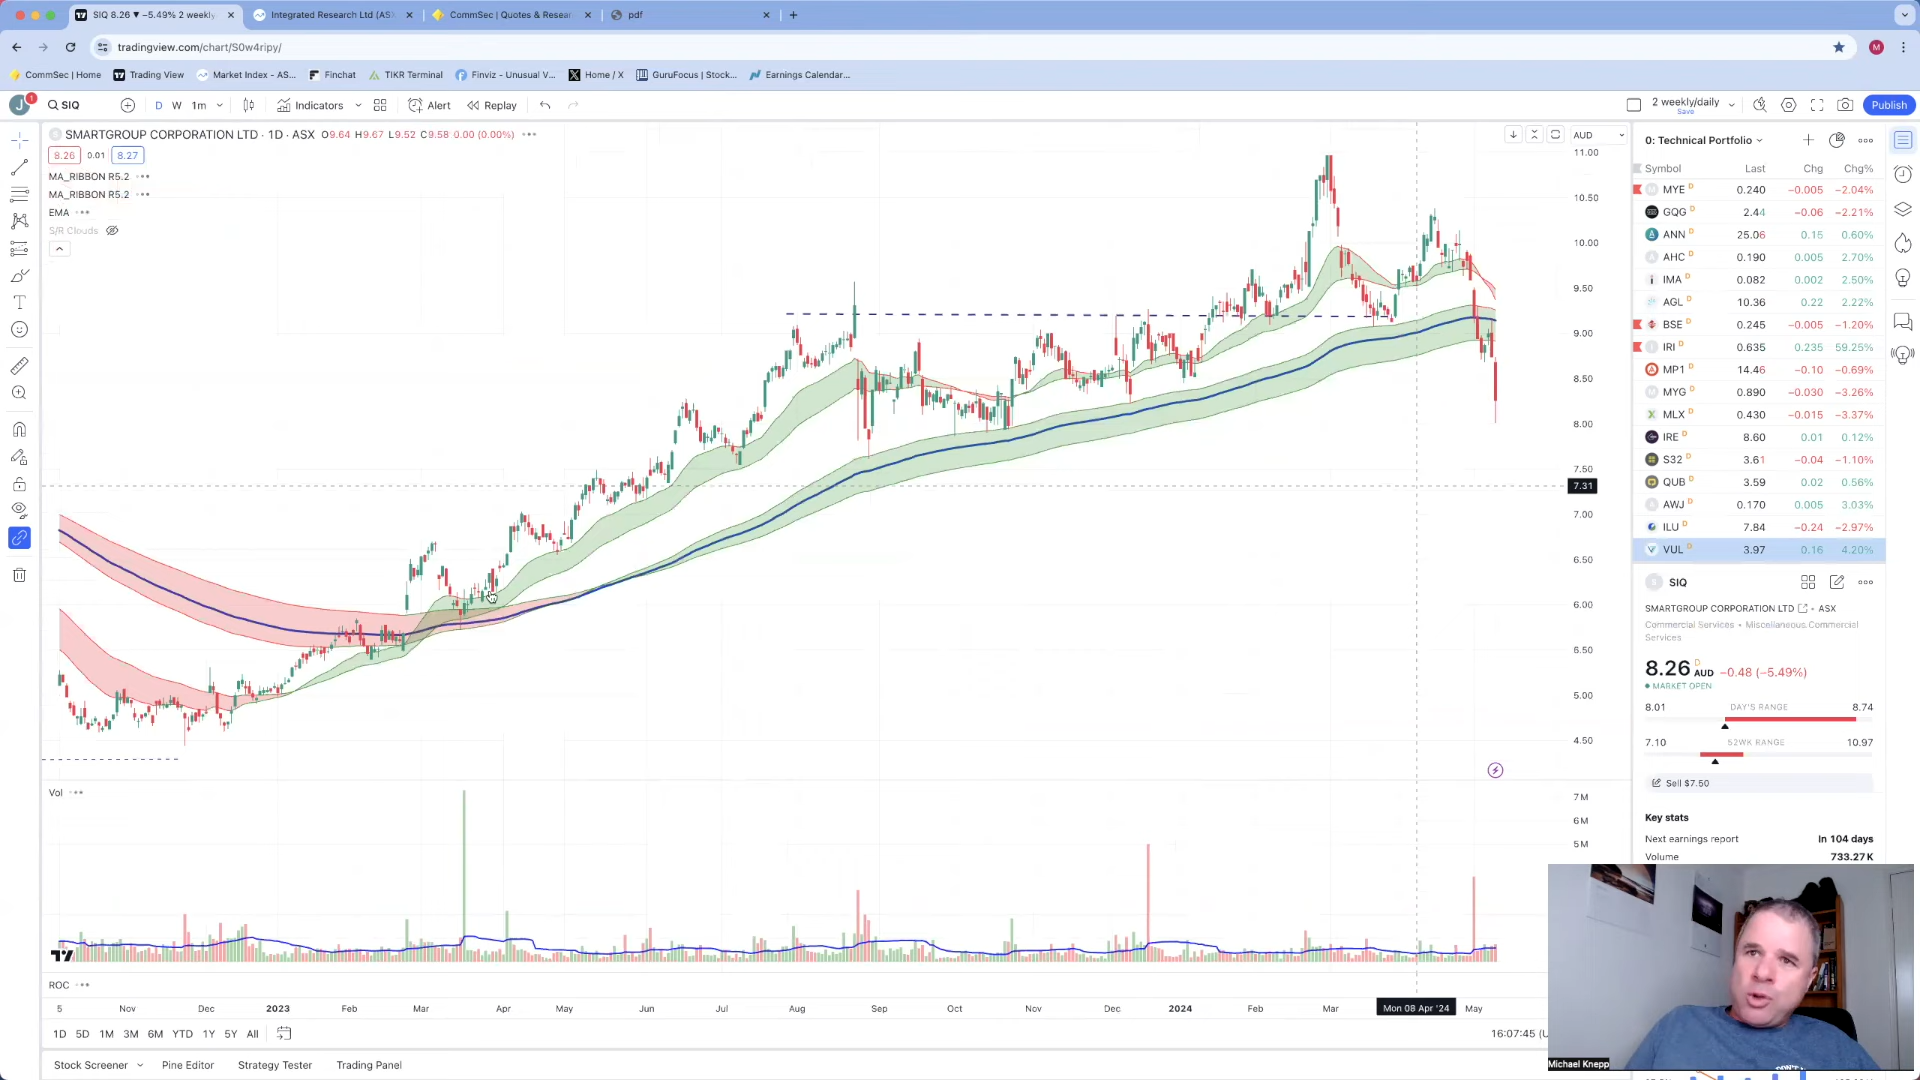 SIQ 8.26 ▼ −5.49% 2 weekly
Integrated Research Ltd (AS
CommSec | Quotes & Resear
pdf
tradingview.com/chart/S0w4ripy/
M
CommSec | Home
Trading View
Market Index - AS...
Finchat
TIKR Terminal
Finviz - Unusual V...
Home / X
GuruFocus | Stock...
Earnings Calendar...
J 1
SIQ
D W 1m
Indicators
Alert
Replay
2 weekly/daily
Save
Publish
SMARTGROUP CORPORATION LTD · 1D · ASX O9.64 H9.67 L9.52 C9.58 0.00 (0.00%)
8.26 0.01 8.27
MA_RIBBON R5.2
MA_RIBBON R5.2
EMA
S/R Clouds
AUD
11.00
10.50
10.00
9.50
9.00
8.50
8.00
7.50
7.31
7.00
6.50
6.00
5.50
5.00
4.50
Vol
7 M
6 M
5 M
ROC
5 Nov Dec 2023 Feb Mar Apr May Jun Jul Aug Sep Oct Nov Dec 2024 Feb Mar Mon 08 Apr '24 May
1D 5D 1M 3M 6M YTD 1Y 5Y All
16:07:45 (U
Stock Screener
Pine Editor
Strategy Tester
Trading Panel
0: Technical Portfolio
Symbol Last Chg Chg%
MYE D 0.240 −0.005 −2.04%
GQG D 2.44 −0.06 −2.21%
ANN D 25.06 0.15 0.60%
AHC D 0.190 0.005 2.70%
IMA D 0.082 0.002 2.50%
AGL D 10.36 0.22 2.22%
BSE D 0.245 −0.005 −1.20%
IRI D 0.635 0.235 59.25%
MP1 D 14.46 −0.10 −0.69%
MYG D 0.890 −0.030 −3.26%
MLX D 0.430 −0.015 −3.37%
IRE D 8.60 0.01 0.12%
S32 D 3.61 −0.04 −1.10%
QUB D 3.59 0.02 0.56%
AWJ D 0.170 0.005 3.03%
ILU D 7.84 −0.24 −2.97%
VUL D 3.97 0.16 4.20%
S SIQ
SMARTGROUP CORPORATION LTD • ASX
Commercial Services • Miscellaneous Commercial
Services
8.26 D AUD −0.48 (−5.49%)
MARKET OPEN
8.01 DAY'S RANGE 8.74
7.10 52WK RANGE 10.97
Sell $7.50
Key stats
Next earnings report In 104 days
Volume 733.27 K
Michael Knepp